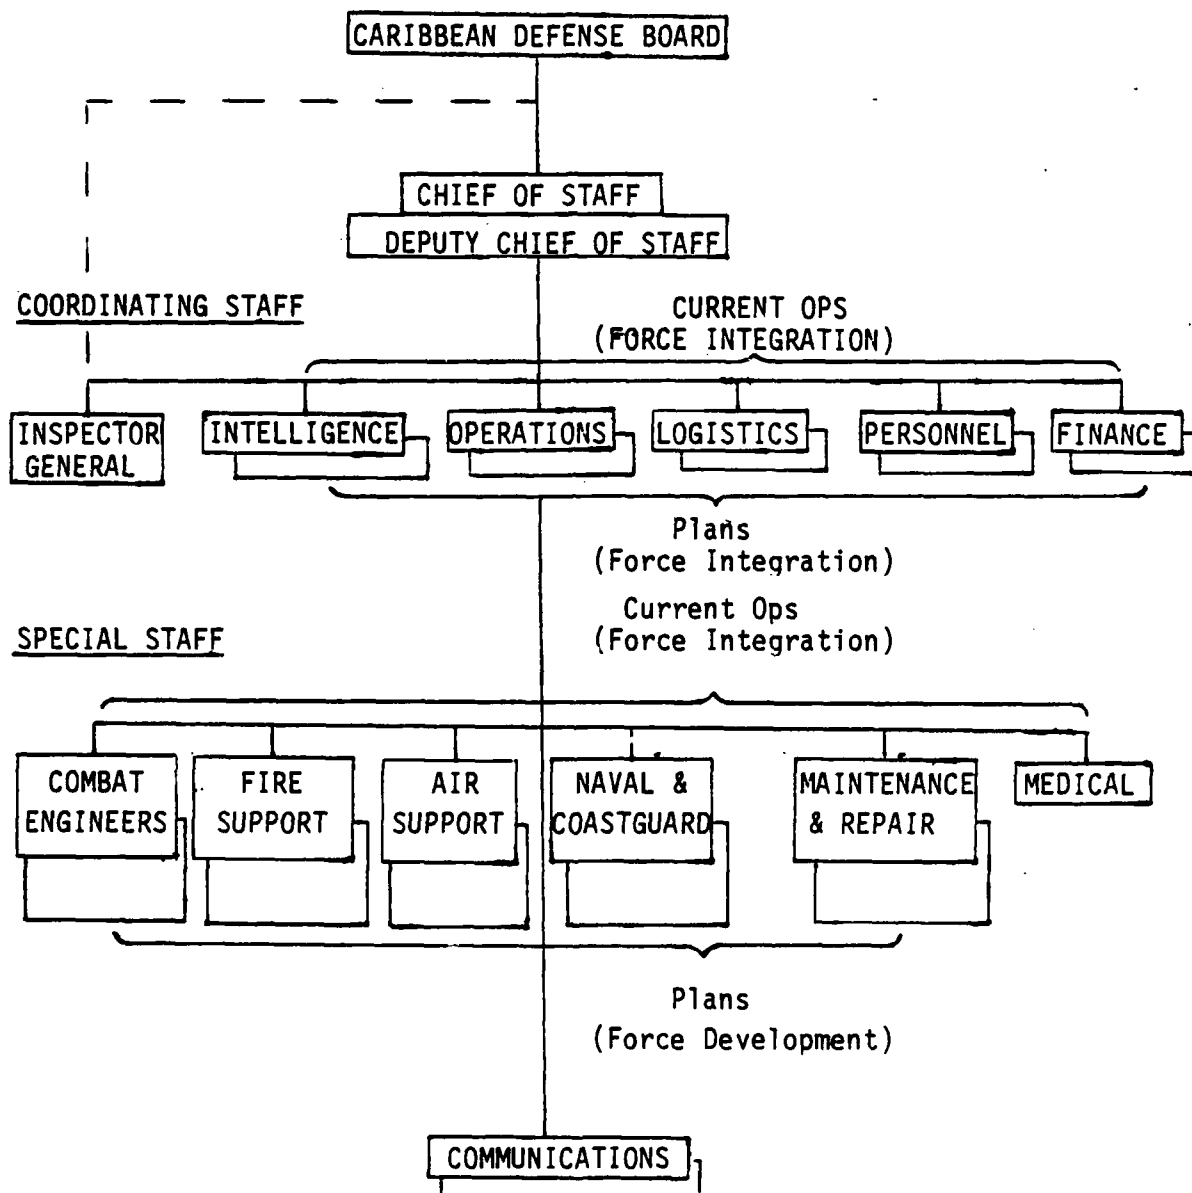 CARIBBEAN DEFENSE BOARD
CHIEF OF STAFF
DEPUTY CHIEF OF STAFF
COORDINATING STAFF
CURRENT OPS
(FORCE INTEGRATION)
INSPECTOR
GENERAL
INTELLIGENCE
OPERATIONS
LOGISTICS
PERSONNEL
FINANCE
Plans
(Force Integration)
Current Ops
(Force Integration)
SPECIAL STAFF
COMBAT
ENGINEERS
FIRE
SUPPORT
AIR
SUPPORT
NAVAL &
COASTGUARD
MAINTENANCE
& REPAIR
MEDICAL
Plans
(Force Development)
COMMUNICATIONS